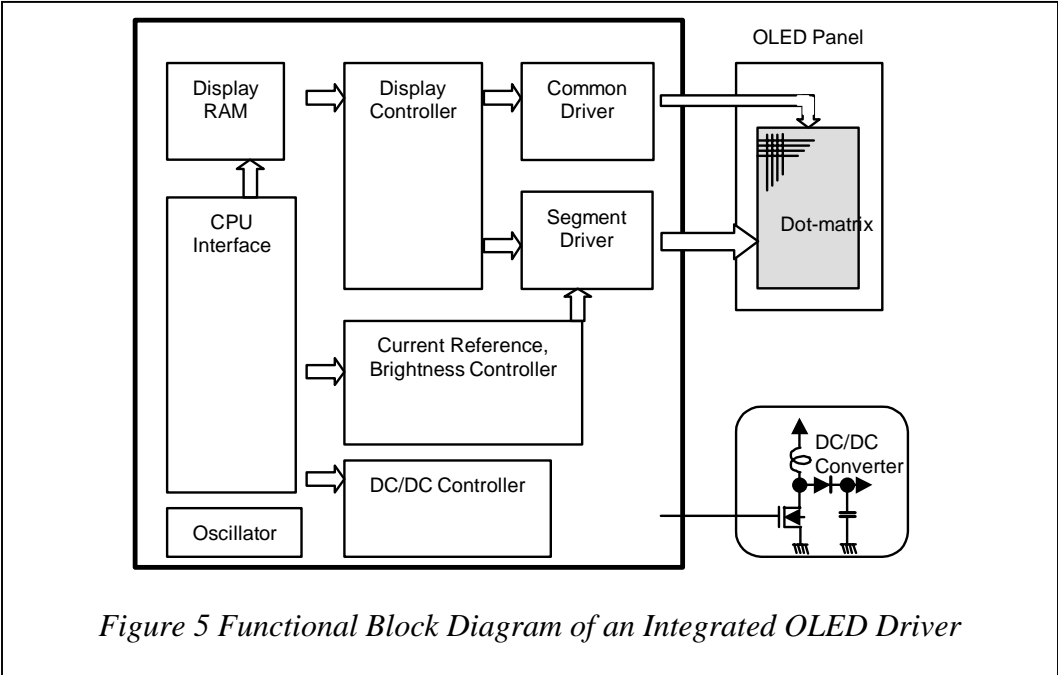 OLED Panel
Display
RAM
Display
Controller
Common
Driver
CPU
Interface
Segment
Driver
Dot-matrix
Current Reference,
Brightness Controller
DC/DC
Converter
DC/DC Controller
Oscillator
Figure 5 Functional Block Diagram of an Integrated OLED Driver